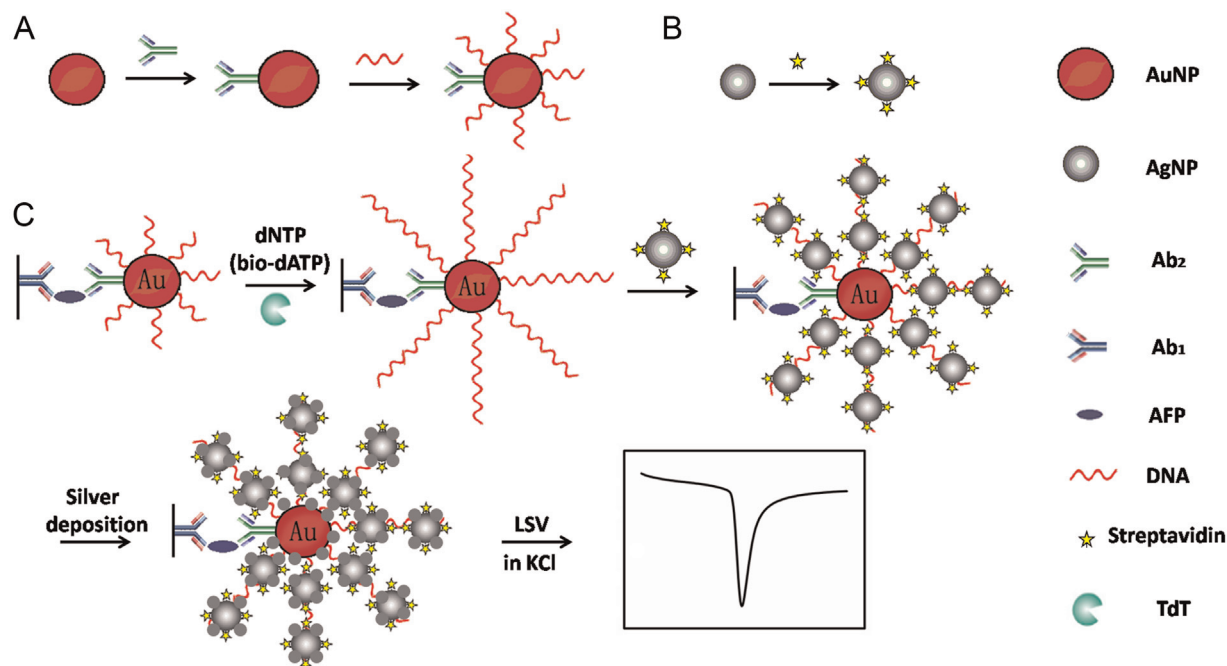 A
B
AuNP
AgNP
C
dNTP
(bio-dATP)
Au
Au
Au
Ab₂
Ab₁
AFP
DNA
Streptavidin
TdT
Silver
deposition
Au
LSV
in KCl